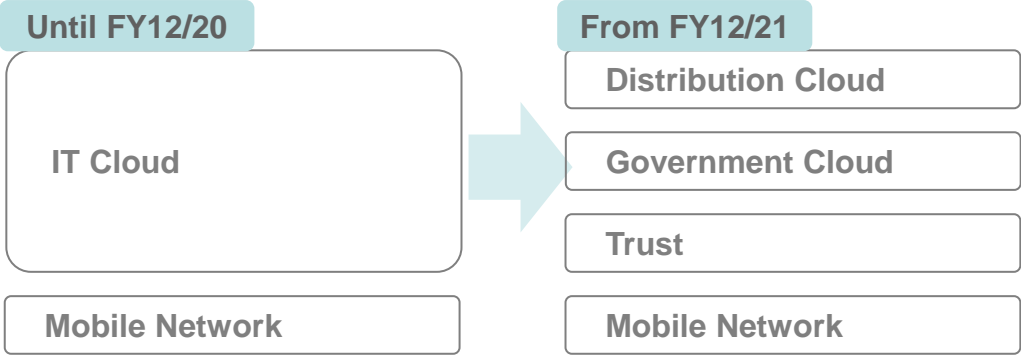 Until FY12/20
IT Cloud
Mobile Network
From FY12/21
Distribution Cloud
Government Cloud
Trust
Mobile Network